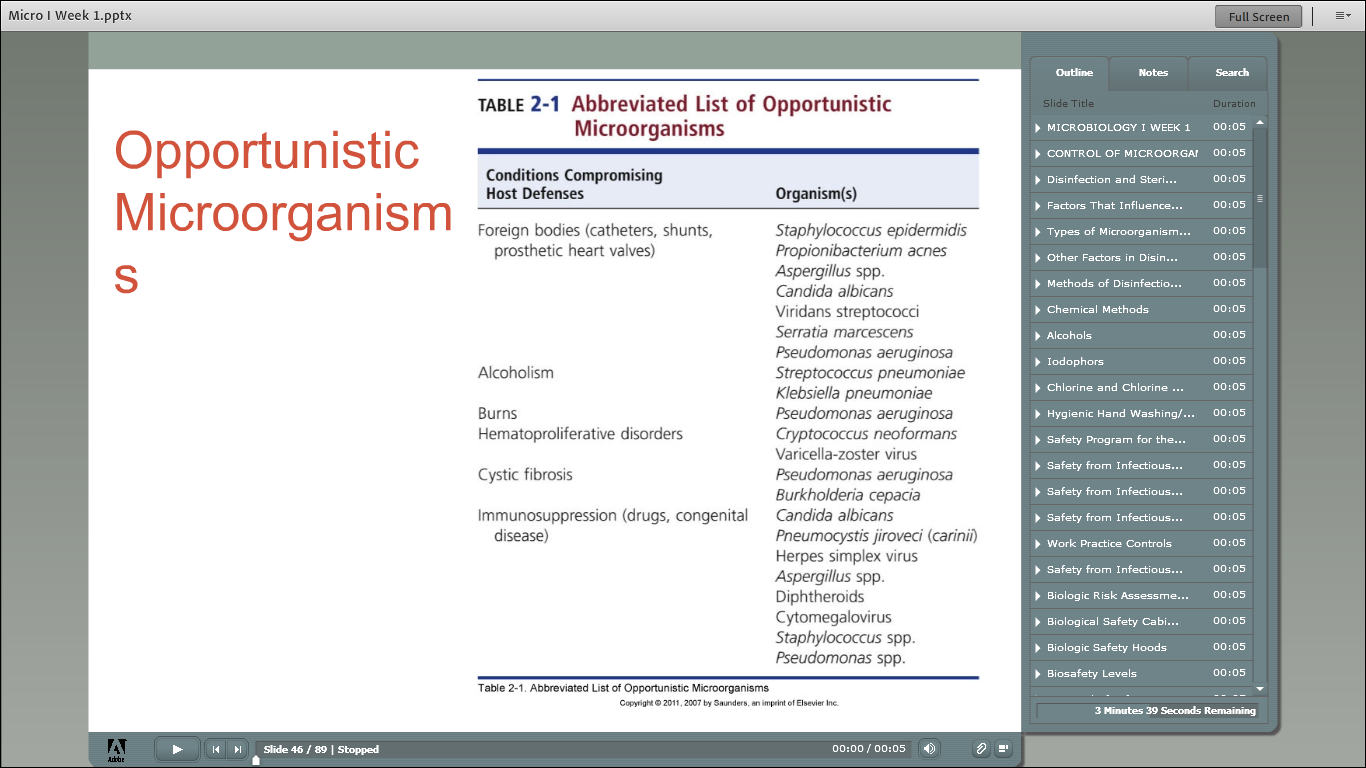 Micro I Week 1.pptx
Full Screen
Opportunistic
Microorganism
s
TABLE 2-1 Abbreviated List of Opportunistic
Microorganisms
Conditions Compromising
Host Defenses Organism(s)
Foreign bodies (catheters, shunts, Staphylococcus epidermidis
prosthetic heart valves) Propionibacterium acnes
Aspergillus spp.
Candida albicans
Viridans streptococci
Serratia marcescens
Pseudomonas aeruginosa
Alcoholism Streptococcus pneumoniae
Klebsiella pneumoniae
Burns Pseudomonas aeruginosa
Hematoproliferative disorders Cryptococcus neoformans
Varicella-zoster virus
Cystic fibrosis Pseudomonas aeruginosa
Burkholderia cepacia
Immunosuppression (drugs, congenital Candida albicans
disease) Pneumocystis jiroveci (carinii)
Herpes simplex virus
Aspergillus spp.
Diphtheroids
Cytomegalovirus
Staphylococcus spp.
Pseudomonas spp.
Table 2-1. Abbreviated List of Opportunistic Microorganisms
Copyright © 2011, 2007 by Saunders, an imprint of Elsevier Inc.
Outline Notes Search
Slide Title Duration
MICROBIOLOGY I WEEK 1 00:05
CONTROL OF MICROORGAN 00:05
Disinfection and Steri... 00:05
Factors That Influence... 00:05
Types of Microorganism... 00:05
Other Factors in Disin... 00:05
Methods of Disinfectio... 00:05
Chemical Methods 00:05
Alcohols 00:05
Iodophors 00:05
Chlorine and Chlorine ... 00:05
Hygienic Hand Washing/... 00:05
Safety Program for the... 00:05
Safety from Infectious... 00:05
Safety from Infectious... 00:05
Safety from Infectious... 00:05
Work Practice Controls 00:05
Safety from Infectious... 00:05
Biologic Risk Assessme... 00:05
Biological Safety Cabi... 00:05
Biologic Safety Hoods 00:05
Biosafety Levels 00:05
3 Minutes 39 Seconds Remaining
Adobe
Slide 46 / 89 | Stopped 00:00 / 00:05